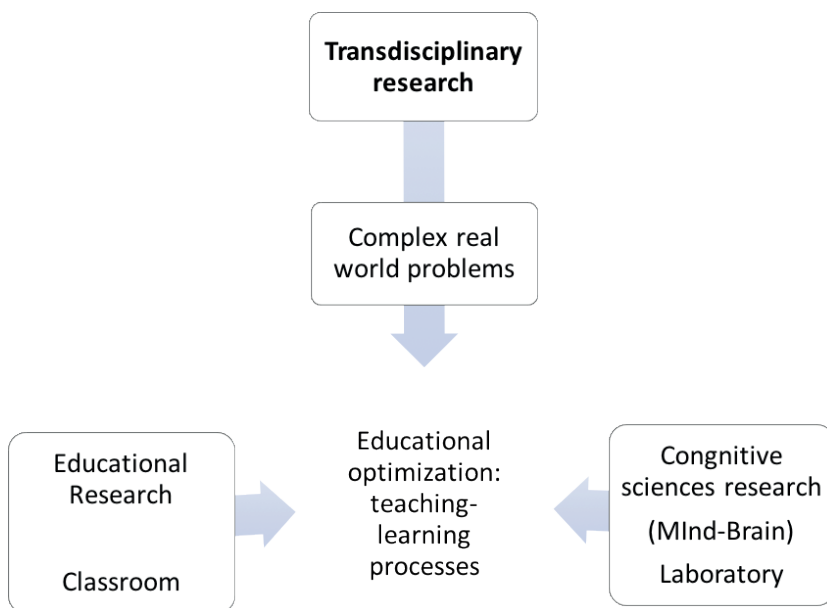 Transdisciplinary
research
Complex real
world problems
Educational
Research
Classroom
Educational
optimization:
teaching-
learning
processes
Congnitive
sciences research
(MInd-Brain)
Laboratory